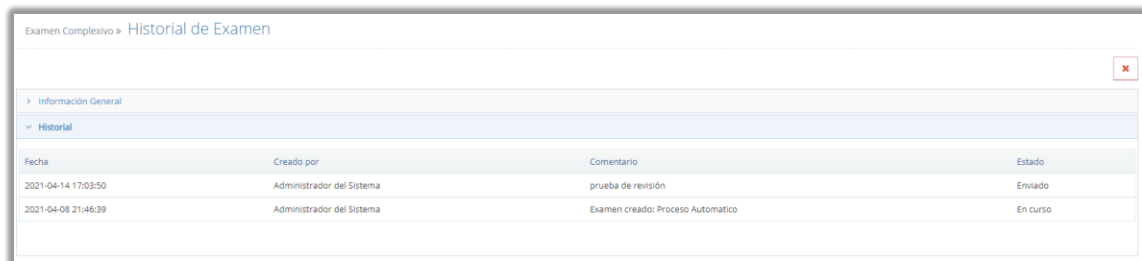 Examen Complexivo » Historial de Examen
Información General
Historial
Fecha Creado por Comentario Estado
2021-04-14 17:03:50 Administrador del Sistema prueba de revisión Enviado
2021-04-08 21:46:39 Administrador del Sistema Examen creado: Proceso Automatico En curso